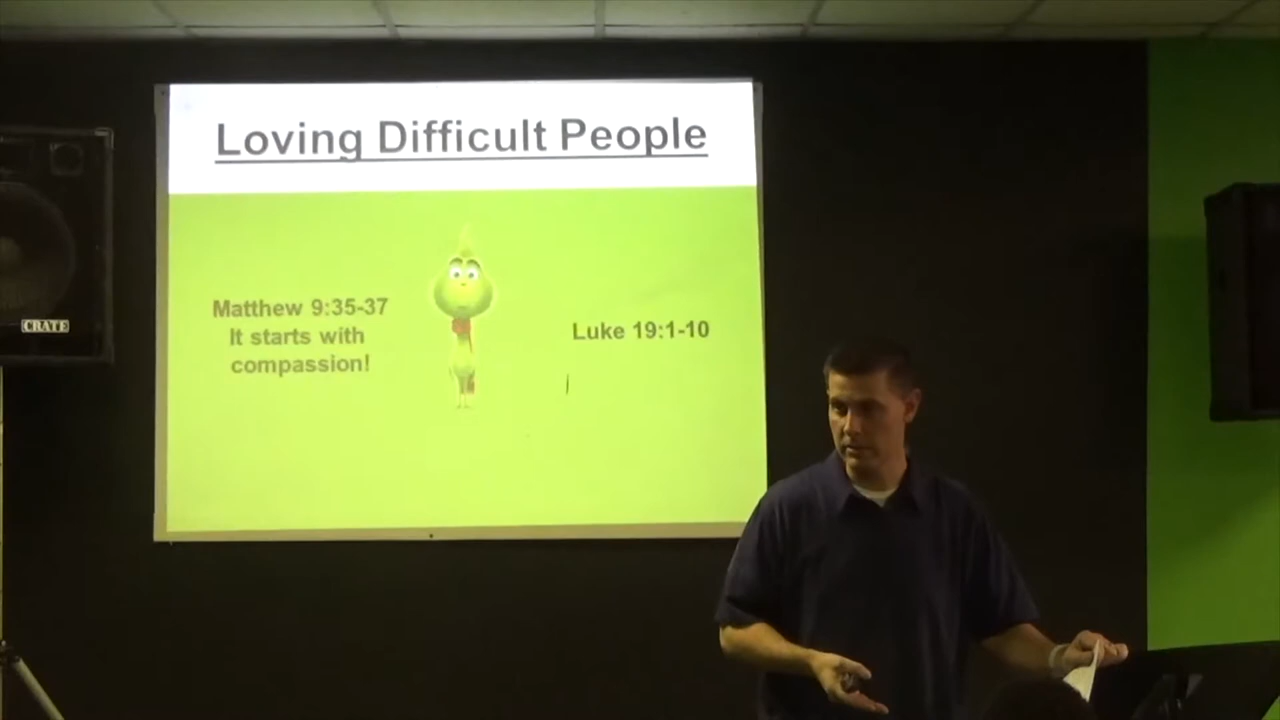 Loving Difficult People
Matthew 9:35-37
It starts with
compassion!
Luke 19:1-10
CRATE